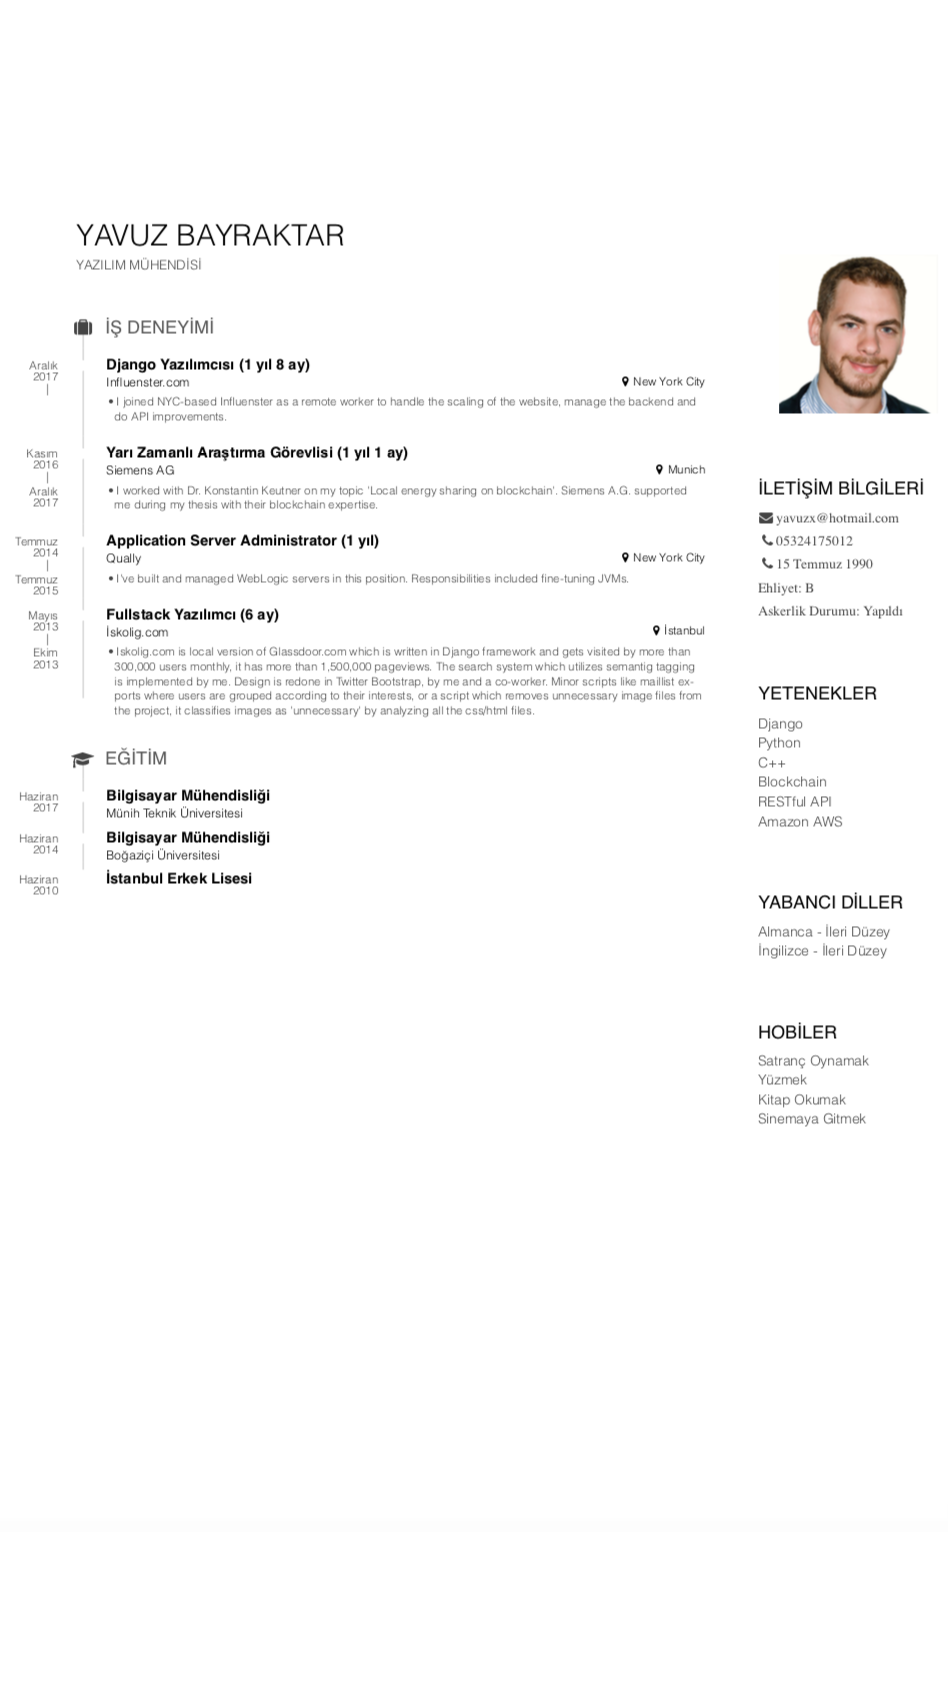 YAVUZ BAYRAKTAR
YAZILIM MÜHENDİSİ
İŞ DENEYİMİ
Aralık
2017
|
Django Yazılımcısı (1 yıl 8 ay)
Influenster.com
New York City
• I joined NYC-based Influenster as a remote worker to handle the scaling of the website, manage the backend and
do API improvements.
Kasım
2016
|
Aralık
2017
Yarı Zamanlı Araştırma Görevlisi (1 yıl 1 ay)
Siemens AG
Munich
• I worked with Dr. Konstantin Keutner on my topic 'Local energy sharing on blockchain'. Siemens A.G. supported
me during my thesis with their blockchain expertise.
Temmuz
2014
|
Temmuz
2015
Application Server Administrator (1 yıl)
Qually
New York City
• I've built and managed WebLogic servers in this position. Responsibilities included fine-tuning JVMs.
Mayıs
2013
|
Ekim
2013
Fullstack Yazılımcı (6 ay)
İskolig.com
İstanbul
• Iskolig.com is local version of Glassdoor.com which is written in Django framework and gets visited by more than
300,000 users monthly, it has more than 1,500,000 pageviews. The search system which utilizes semantig tagging
is implemented by me. Design is redone in Twitter Bootstrap, by me and a co-worker. Minor scripts like maillist ex-
ports where users are grouped according to their interests, or a script which removes unnecessary image files from
the project, it classifies images as 'unnecessary' by analyzing all the css/html files.
EĞİTİM
Haziran
2017
Bilgisayar Mühendisliği
Münih Teknik Üniversitesi
Haziran
2014
Bilgisayar Mühendisliği
Boğaziçi Üniversitesi
Haziran
2010
İstanbul Erkek Lisesi
İLETİŞİM BİLGİLERİ
yavuzx@hotmail.com
05324175012
15 Temmuz 1990
Ehliyet: B
Askerlik Durumu: Yapıldı
YETENEKLER
Django
Python
C++
Blockchain
RESTful API
Amazon AWS
YABANCI DİLLER
Almanca - İleri Düzey
İngilizce - İleri Düzey
HOBİLER
Satranç Oynamak
Yüzmek
Kitap Okumak
Sinemaya Gitmek